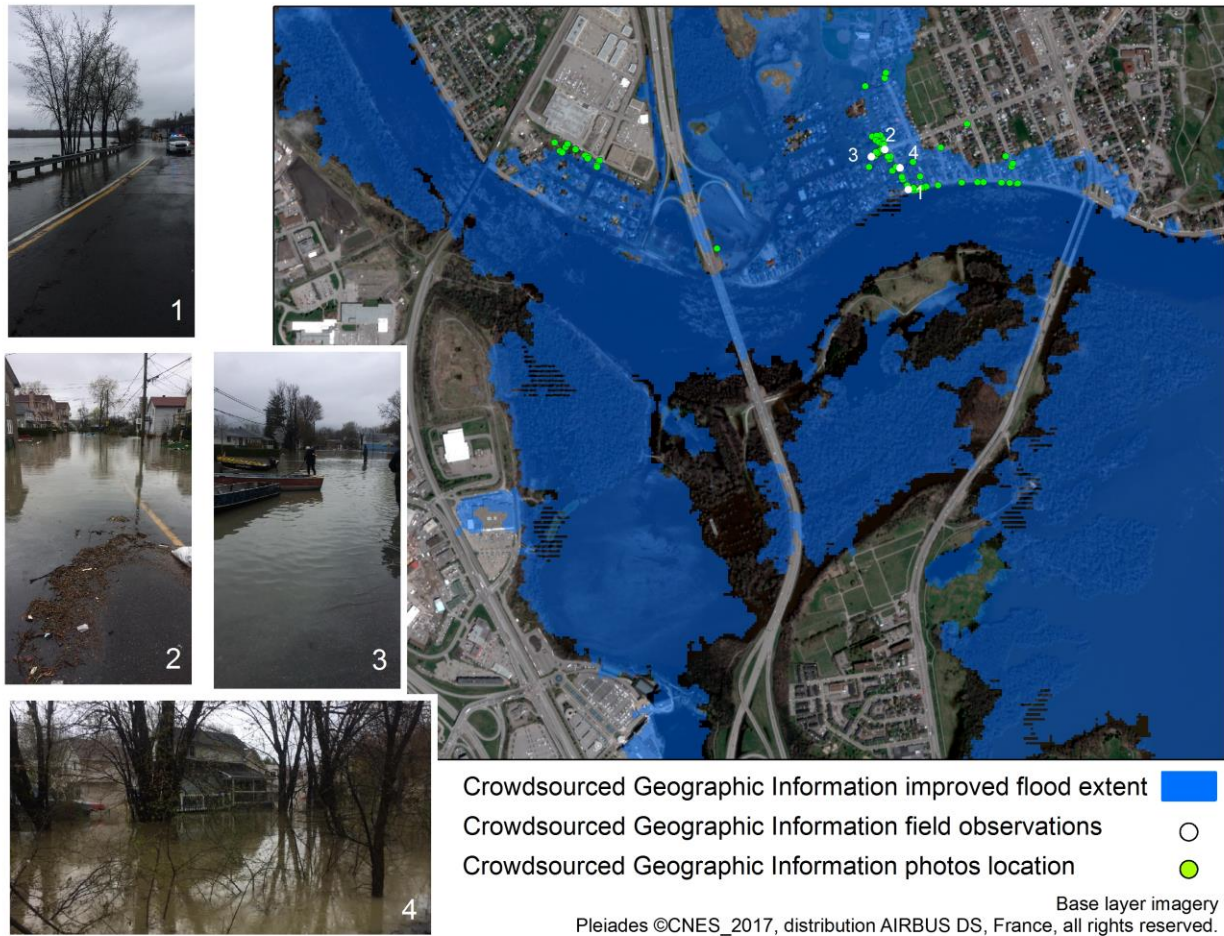 1
2
3
4
2
3
4
1
Crowdsourced Geographic Information improved flood extent
Crowdsourced Geographic Information field observations
Crowdsourced Geographic Information photos location
Base layer imagery
Pleiades ©CNES_2017, distribution AIRBUS DS, France, all rights reserved.